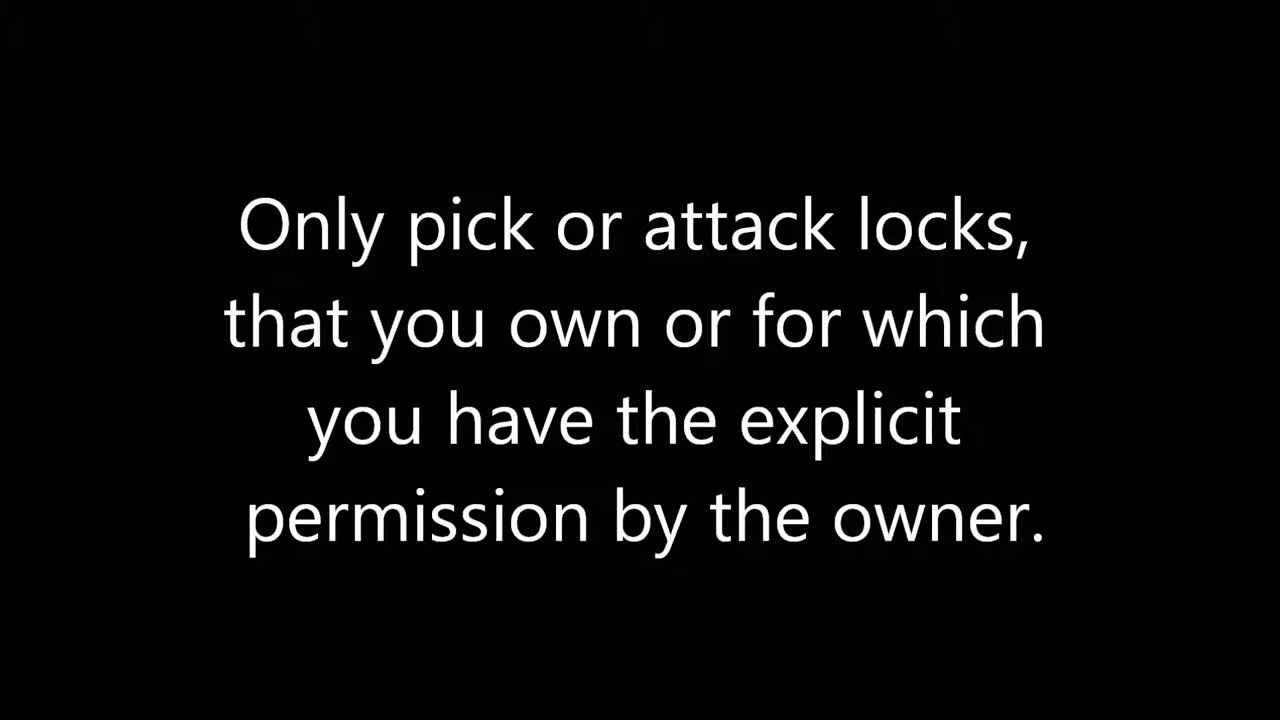 Only pick or attack locks,
that you own or for which
you have the explicit
permission by the owner.